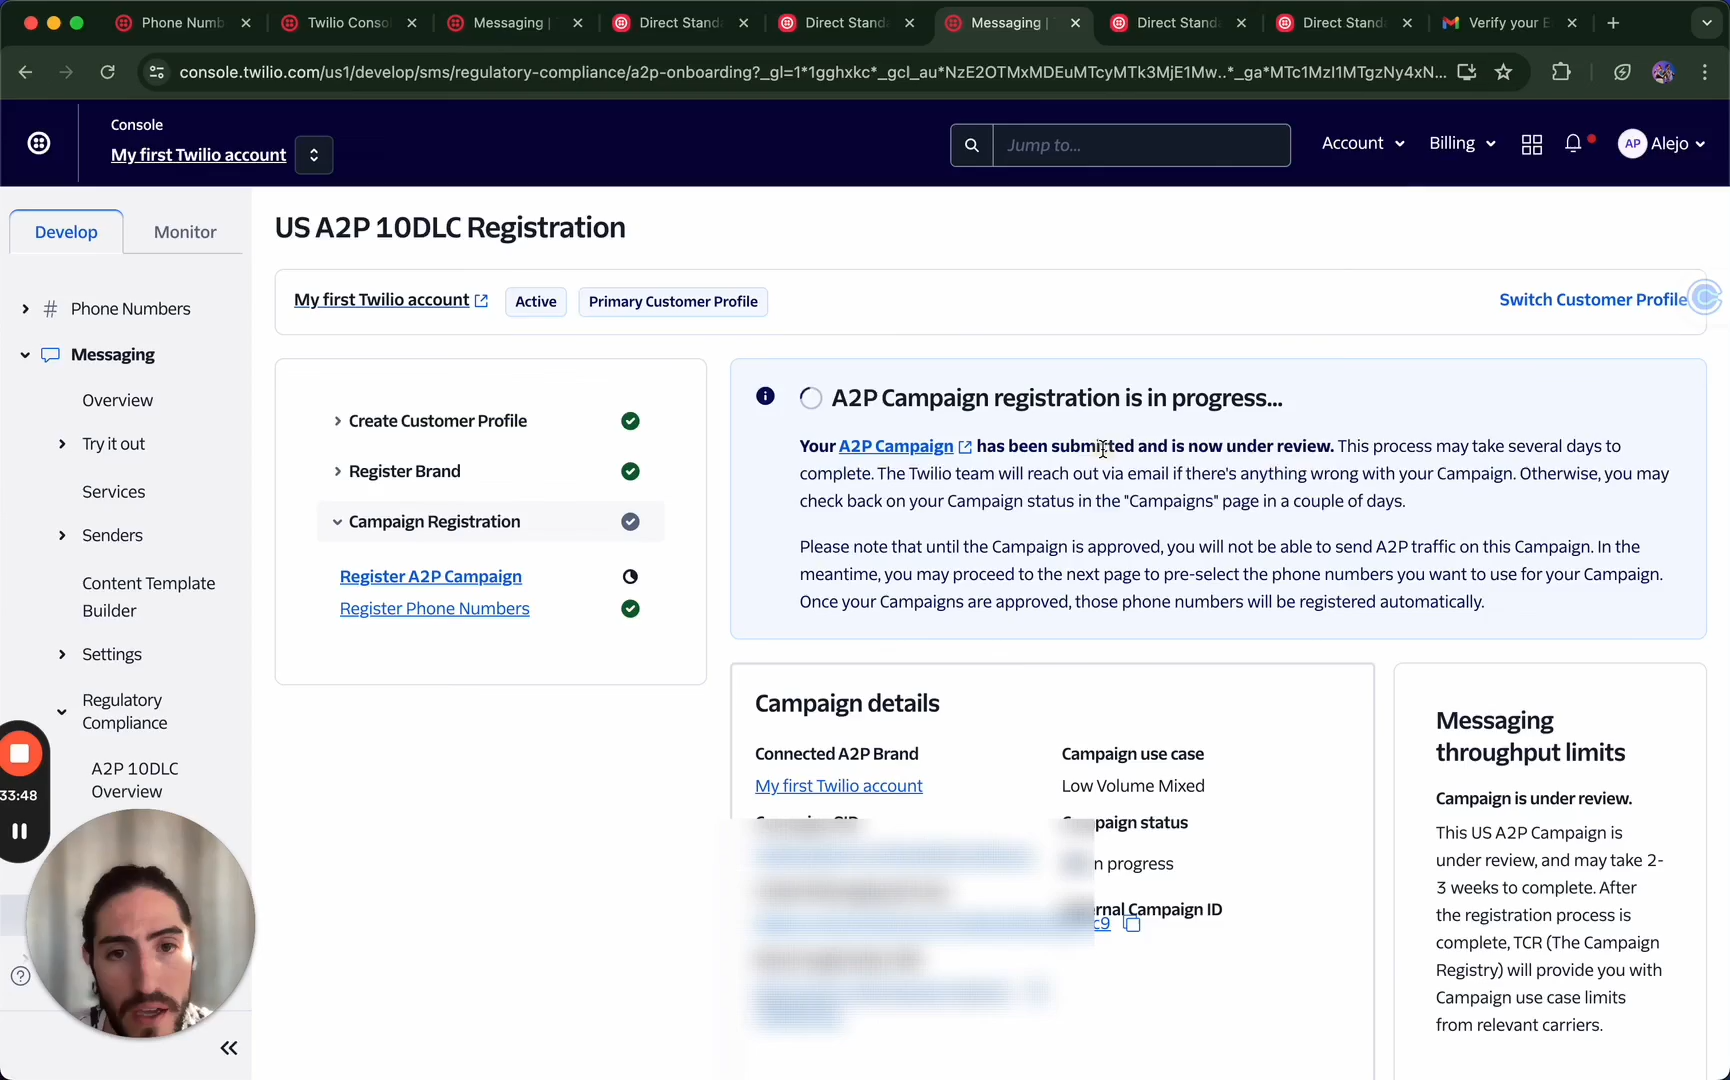 Phone Numb
Twilio Conso
Messaging |
Direct Standa
Direct Standa
Messaging |
Direct Standa
Direct Standa
Verify your E
console.twilio.com/us1/develop/sms/regulatory-compliance/a2p-onboarding?_gl=1*1gghxkc*_gcl_au*NzE2OTMxMDEuMTcyMTk3MjE1Mw..*_ga*MTc1MzI1MTgzNy4xN...
Console
My first Twilio account
Jump to...
Account
Billing
AP
Alejo
Develop
Monitor
Phone Numbers
Messaging
Overview
Try it out
Services
Senders
Content Template
Builder
Settings
Regulatory
Compliance
A2P 10DLC
Overview
33:48
US A2P 10DLC Registration
My first Twilio account
Active
Primary Customer Profile
Switch Customer Profile
Create Customer Profile
Register Brand
Campaign Registration
Register A2P Campaign
Register Phone Numbers
A2P Campaign registration is in progress...
Your A2P Campaign has been submitted and is now under review. This process may take several days to
complete. The Twilio team will reach out via email if there's anything wrong with your Campaign. Otherwise, you may
check back on your Campaign status in the "Campaigns" page in a couple of days.
Please note that until the Campaign is approved, you will not be able to send A2P traffic on this Campaign. In the
meantime, you may proceed to the next page to pre-select the phone numbers you want to use for your Campaign.
Once your Campaigns are approved, those phone numbers will be registered automatically.
Campaign details
Connected A2P Brand
My first Twilio account
Campaign use case
Low Volume Mixed
paign status
n progress
rnal Campaign ID
c9
Messaging
throughput limits
Campaign is under review.
This US A2P Campaign is
under review, and may take 2-
3 weeks to complete. After
the registration process is
complete, TCR (The Campaign
Registry) will provide you with
Campaign use case limits
from relevant carriers.